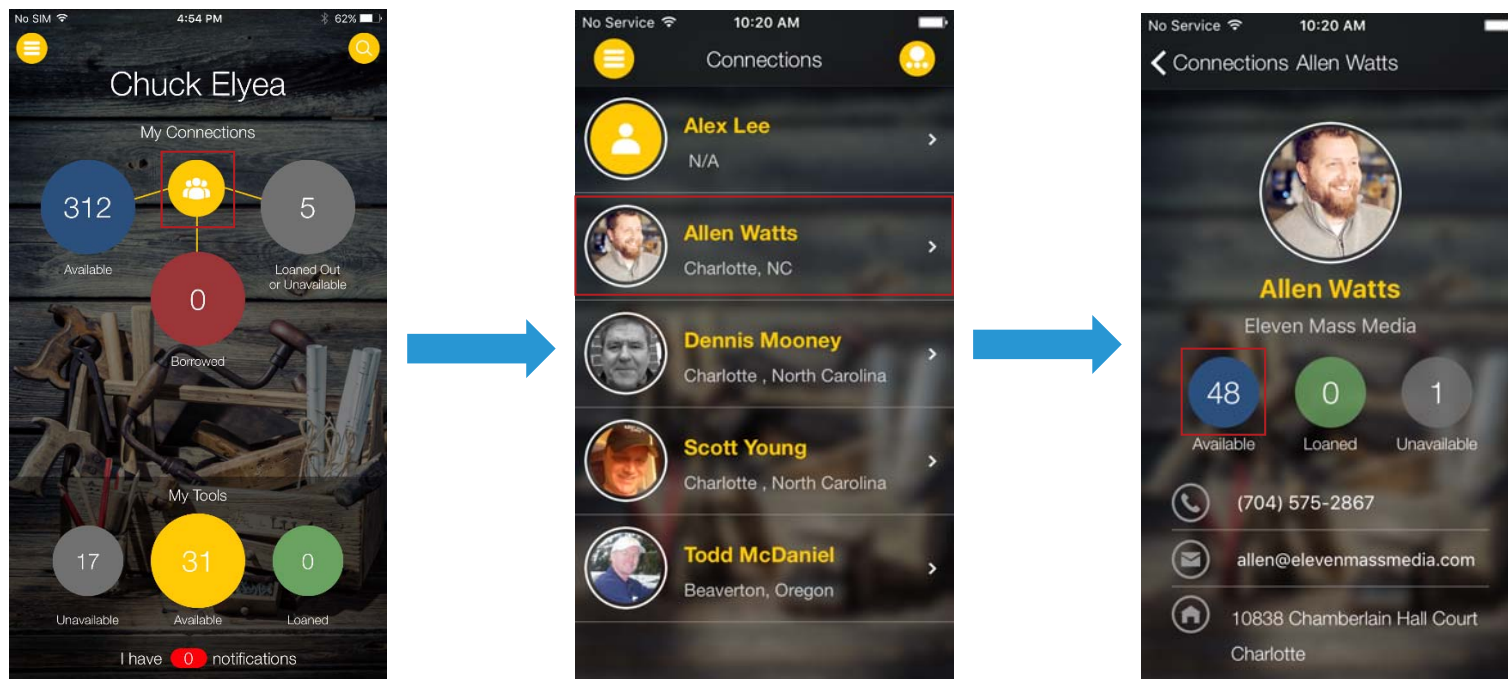 No SIM 4:54 PM 62%
Chuck Elyea
My Connections
312
5
Available
Loaned Out
or Unavailable
0
Borrowed
My Tools
17
31
0
Unavailable
Available
Loaned
I have 0 notifications
No Service 10:20 AM
Connections
Alex Lee
N/A
Allen Watts
Charlotte, NC
Dennis Mooney
Charlotte , North Carolina
Scott Young
Charlotte , North Carolina
Todd McDaniel
Beaverton, Oregon
No Service 10:20 AM
Connections Allen Watts
Allen Watts
Eleven Mass Media
48
0
1
Available
Loaned
Unavailable
(704) 575-2867
allen@elevenmassmedia.com
10838 Chamberlain Hall Court
Charlotte